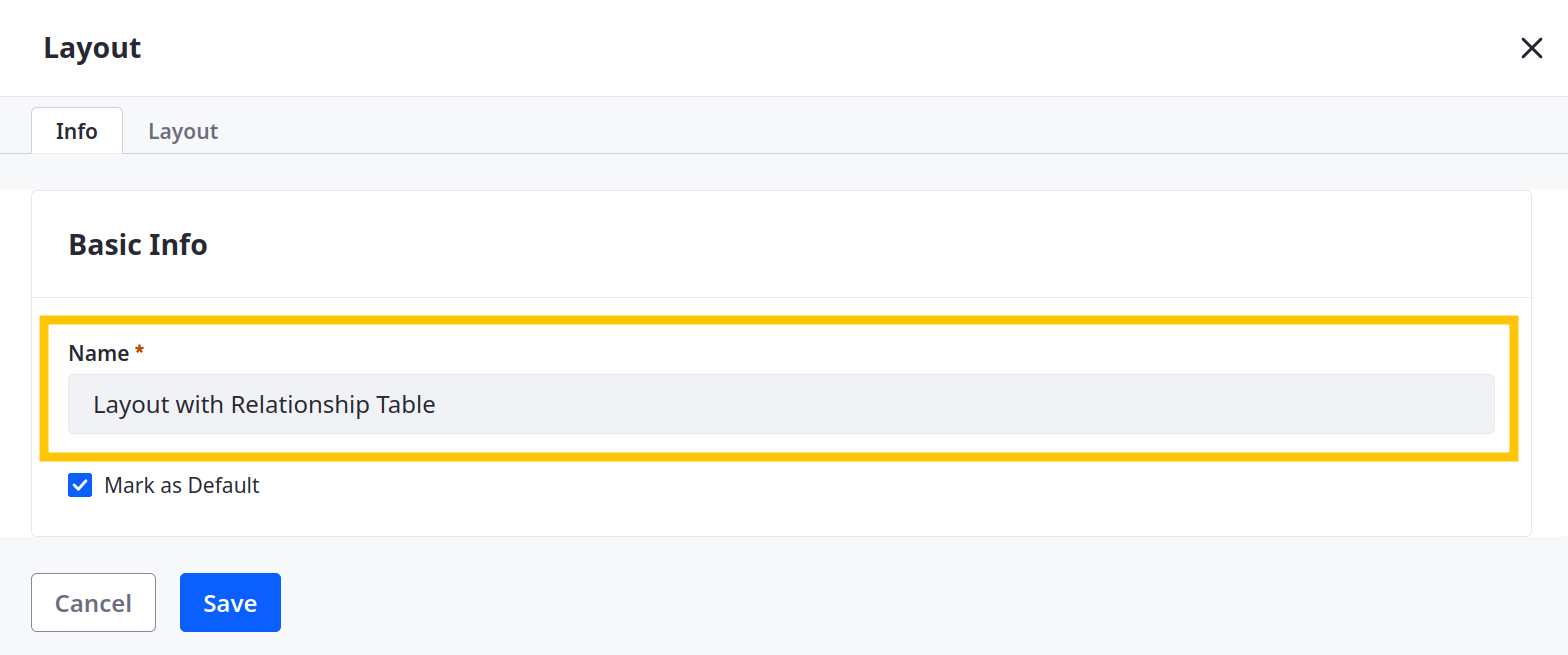 Layout
Info Layout
Basic Info
Name *
Layout with Relationship Table
Mark as Default
Cancel Save